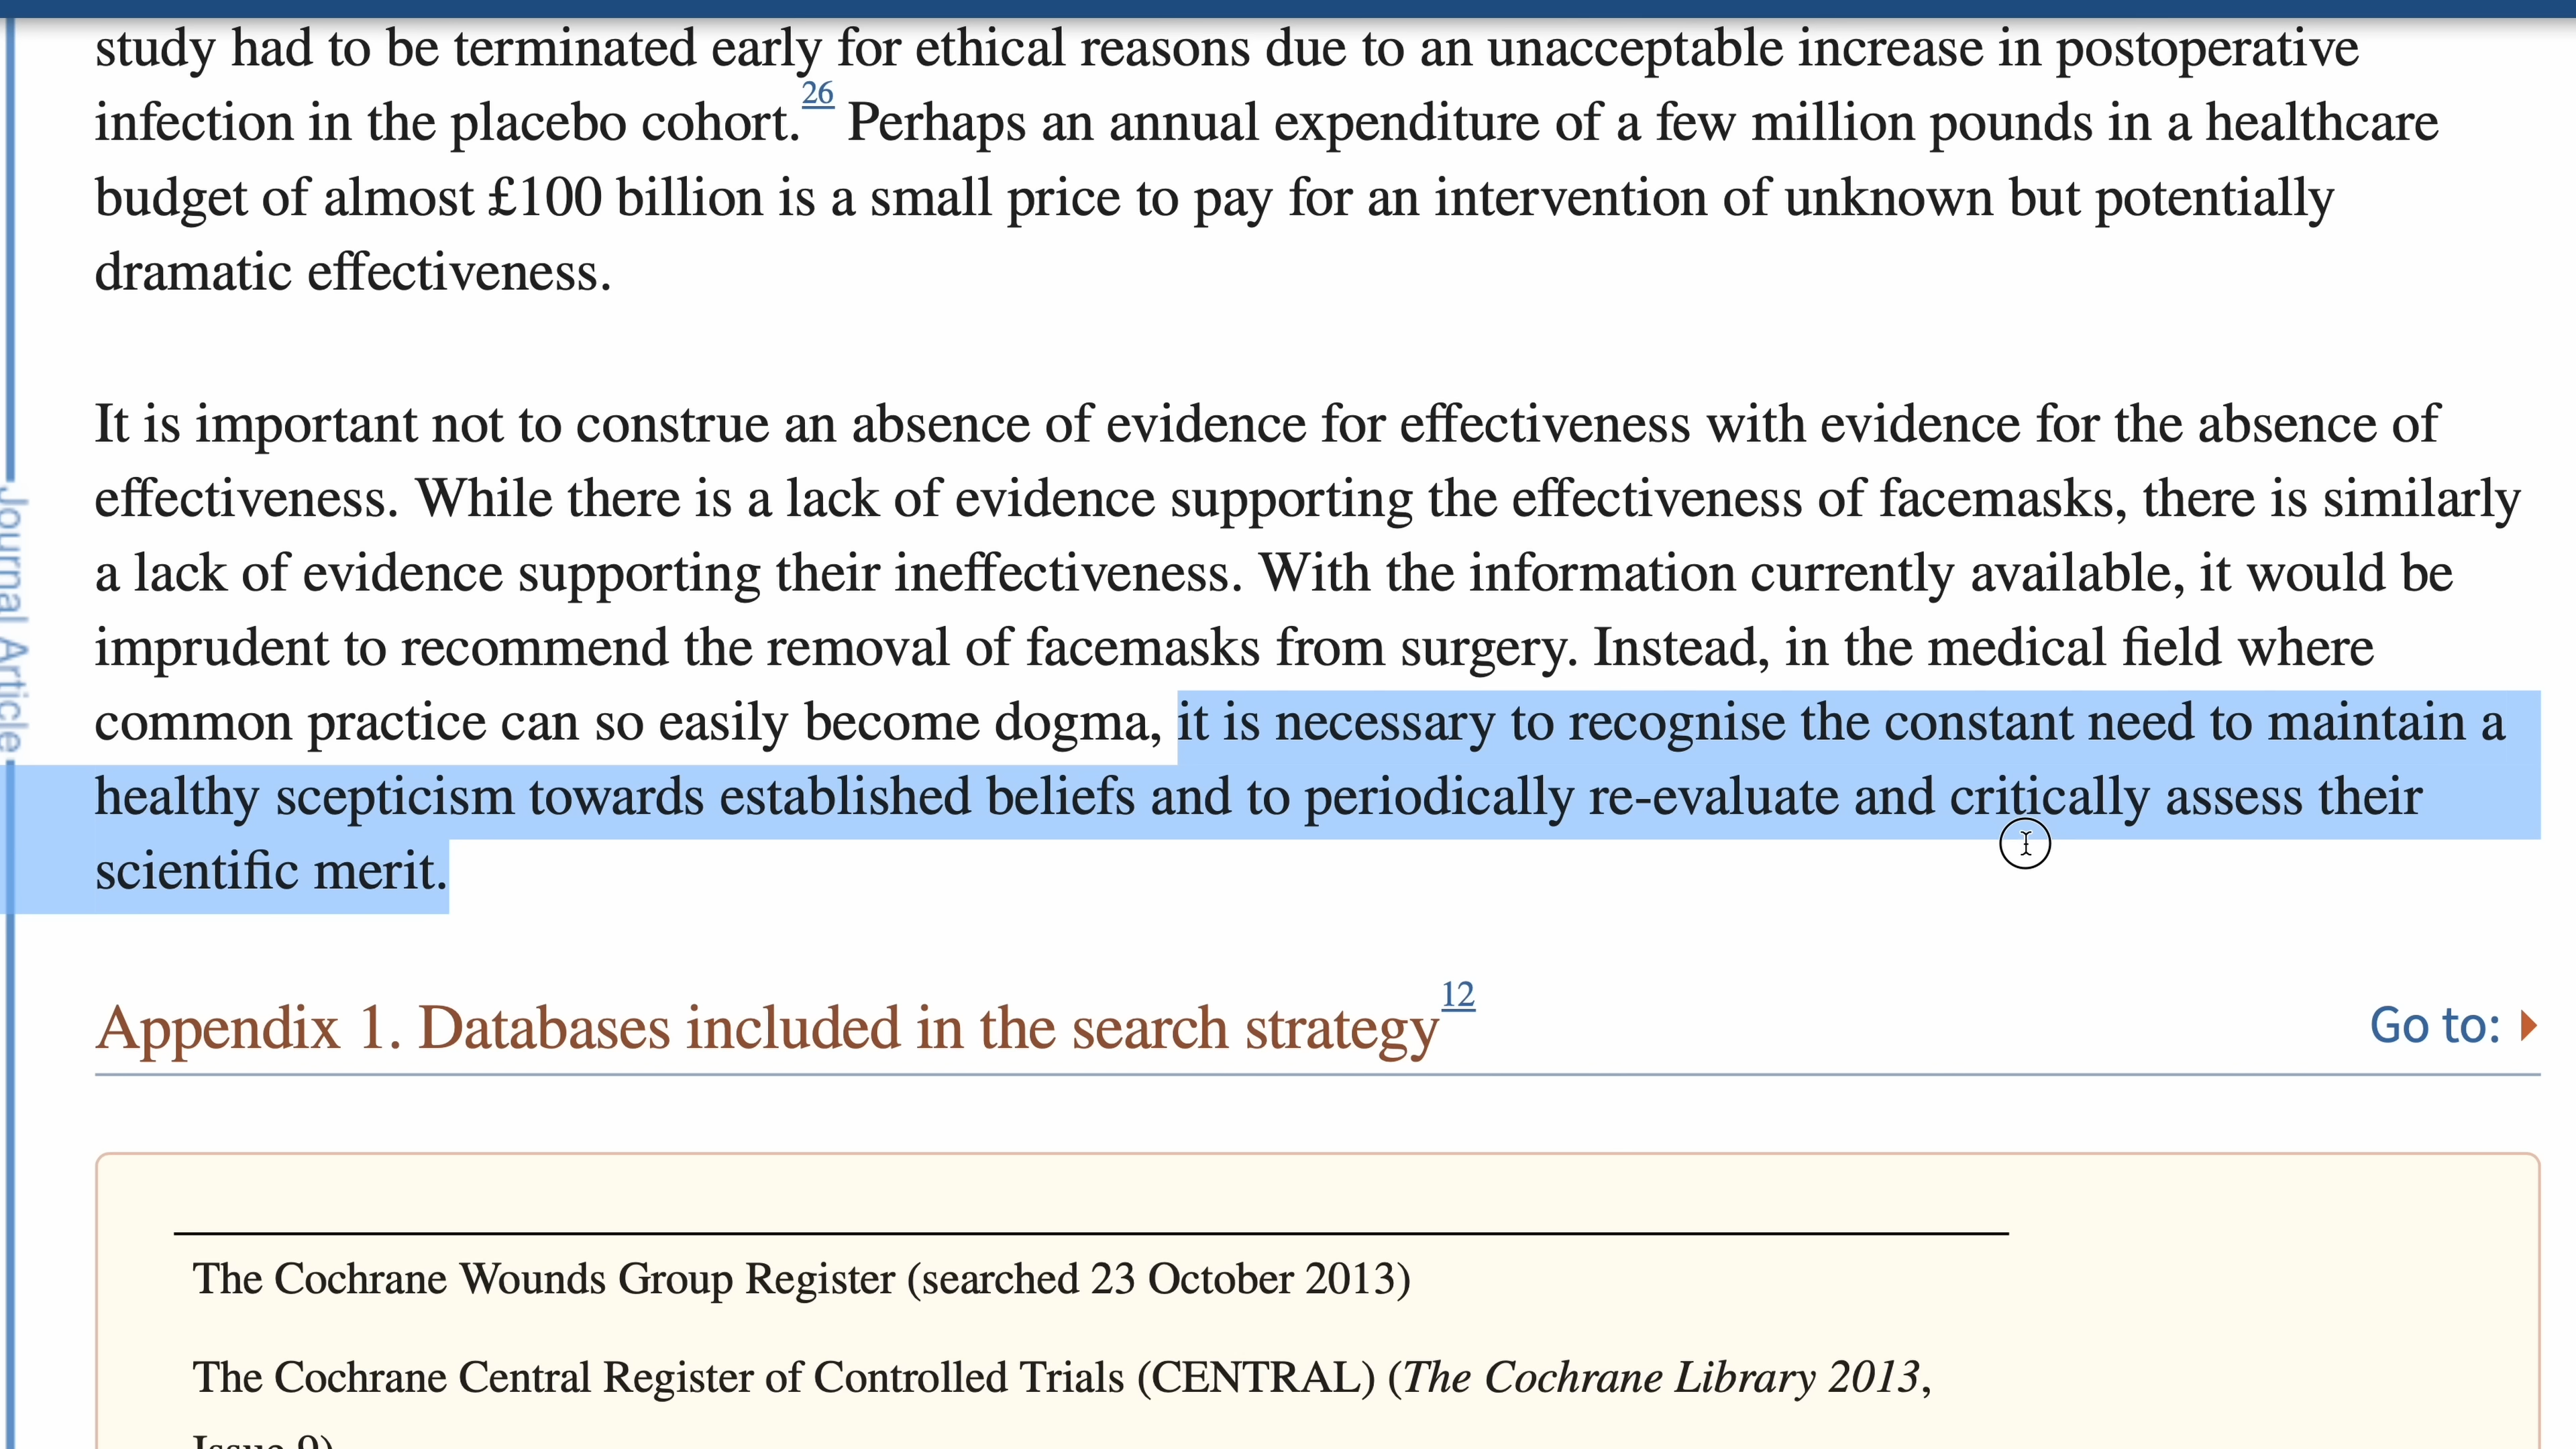 study had to be terminated early for ethical reasons due to an unacceptable increase in postoperative
infection in the placebo cohort.26 Perhaps an annual expenditure of a few million pounds in a healthcare
budget of almost £100 billion is a small price to pay for an intervention of unknown but potentially
dramatic effectiveness.
It is important not to construe an absence of evidence for effectiveness with evidence for the absence of
effectiveness. While there is a lack of evidence supporting the effectiveness of facemasks, there is similarly
a lack of evidence supporting their ineffectiveness. With the information currently available, it would be
imprudent to recommend the removal of facemasks from surgery. Instead, in the medical field where
common practice can so easily become dogma, it is necessary to recognise the constant need to maintain a
healthy scepticism towards established beliefs and to periodically re-evaluate and critically assess their
scientific merit.
Journal Article
Appendix 1. Databases included in the search strategy12
Go to:
The Cochrane Wounds Group Register (searched 23 October 2013)
The Cochrane Central Register of Controlled Trials (CENTRAL) (The Cochrane Library 2013,
Issue 9)